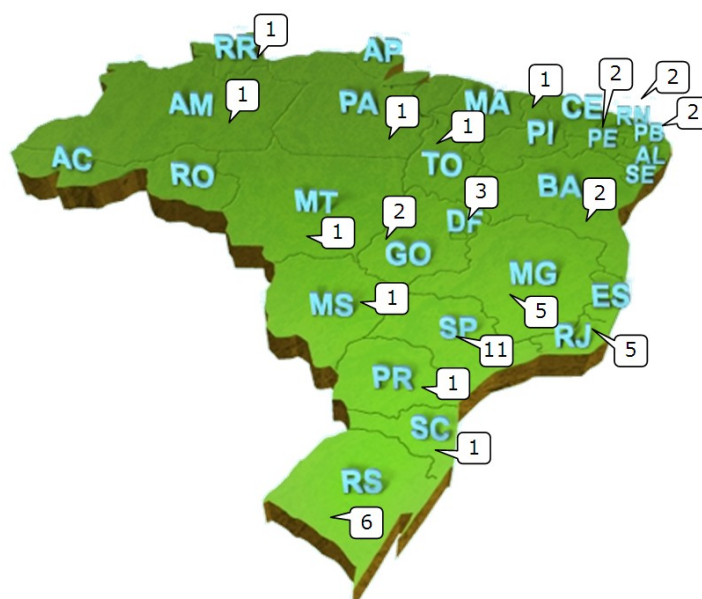 1
RR
AP
2
2
1
1
AM
PA
MA
CE
RN
1
1
PI
PE
PB
2
AC
RO
TO
AL
SE
MT
3
BA
2
DF
2
1
GO
MG
MS
1
5
ES
SP
11
RJ
5
PR
1
SC
1
RS
6